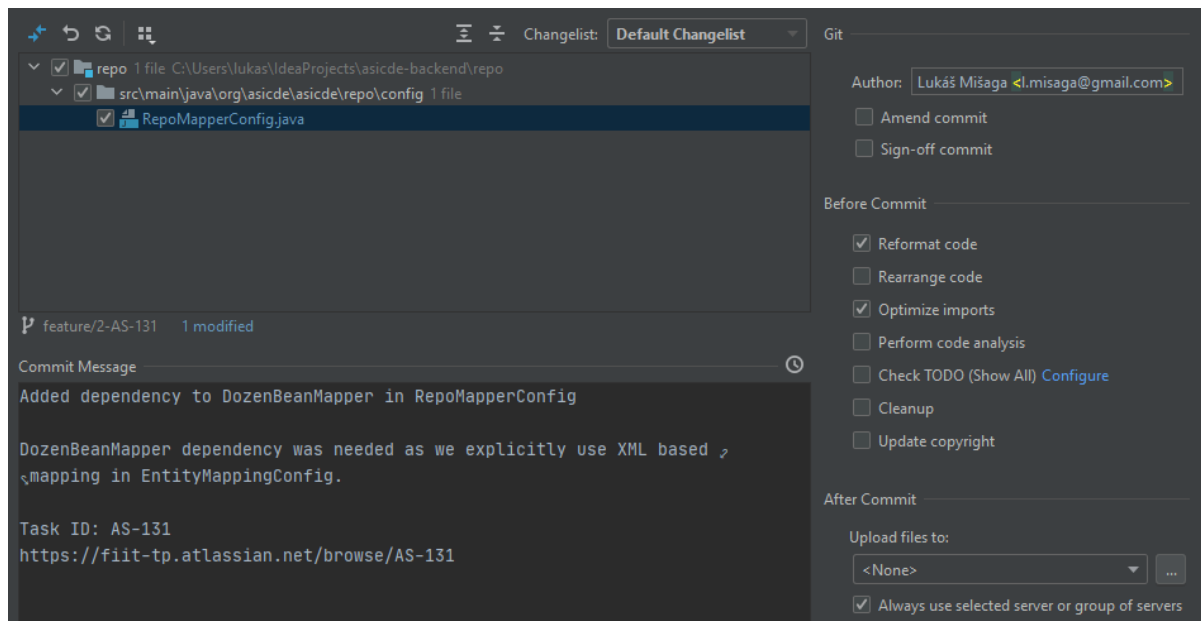 Changelist: Default Changelist
repo 1 file C:\Users\lukas\IdeaProjects\asicde-backend\repo
src\main\java\org\asicde\asicde\repo\config 1 file
RepoMapperConfig.java
feature/2-AS-131 1 modified
Commit Message
Added dependency to DozenBeanMapper in RepoMapperConfig
DozenBeanMapper dependency was needed as we explicitly use XML based
mapping in EntityMappingConfig.
Task ID: AS-131
https://fiit-tp.atlassian.net/browse/AS-131
Git
Author: Lukáš Mišaga <l.misaga@gmail.com>
Amend commit
Sign-off commit
Before Commit
Reformat code
Rearrange code
Optimize imports
Perform code analysis
Check TODO (Show All) Configure
Cleanup
Update copyright
After Commit
Upload files to:
<None> ...
Always use selected server or group of servers